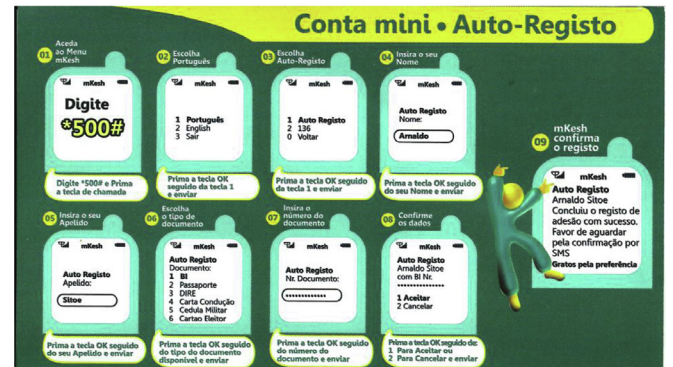 Conta mini • Auto-Registo
01 Aceda
ao Menu
mKesh
mKesh
Digite
*500#
Digite *500# e Prima
a tecla de chamada
02 Escolha
Português
mKesh
1 Português
2 English
3 Sair
Prima a tecla OK
seguido da tecla 1
e enviar
03 Escolha
Auto-Registo
mKesh
1 Auto Registo
2 136
0 Voltar
Prima a tecla OK seguido
da tecla 1 e enviar
04 Insira o seu
Nome
mKesh
Auto Registo
Nome:
Arnaldo
Prima a tecla OK seguido
do seu Nome e enviar
05 Insira o seu
Apelido
mKesh
Auto Registo
Apelido:
Sitoe
Prima a tecla OK seguido
do seu Apelido e enviar
06 Escolha
o tipo de
documento
mKesh
Auto Registo
Documento:
1 BI
2 Passaporte
3 DIRE
4 Carta Condução
5 Cedula Militar
6 Cartao Eleitor
Prima a tecla OK seguido
do tipo do documento
disponivel e enviar
07 Insira o
número do
documento
mKesh
Auto Registo
Nr. Documento:
•••••••••••••
Prima a tecla OK seguido
do número do
documento e enviar
08 Confirme
os dados
mKesh
Auto Registo
Arnaldo Sitoe
com BI Nr.
••••••••••••••
1 Aceitar
2 Cancelar
Prima a tecla OK seguido de:
1 Para Aceitar ou
2 Para Cancelar e enviar
09 mKesh
confirma
o registo
mKesh
Auto Registo
Arnaldo Sitoe
Concluiu o registo de
adesão com sucesso.
Favor de aguardar
pela confirmação por
SMS
Gratos pela preferência